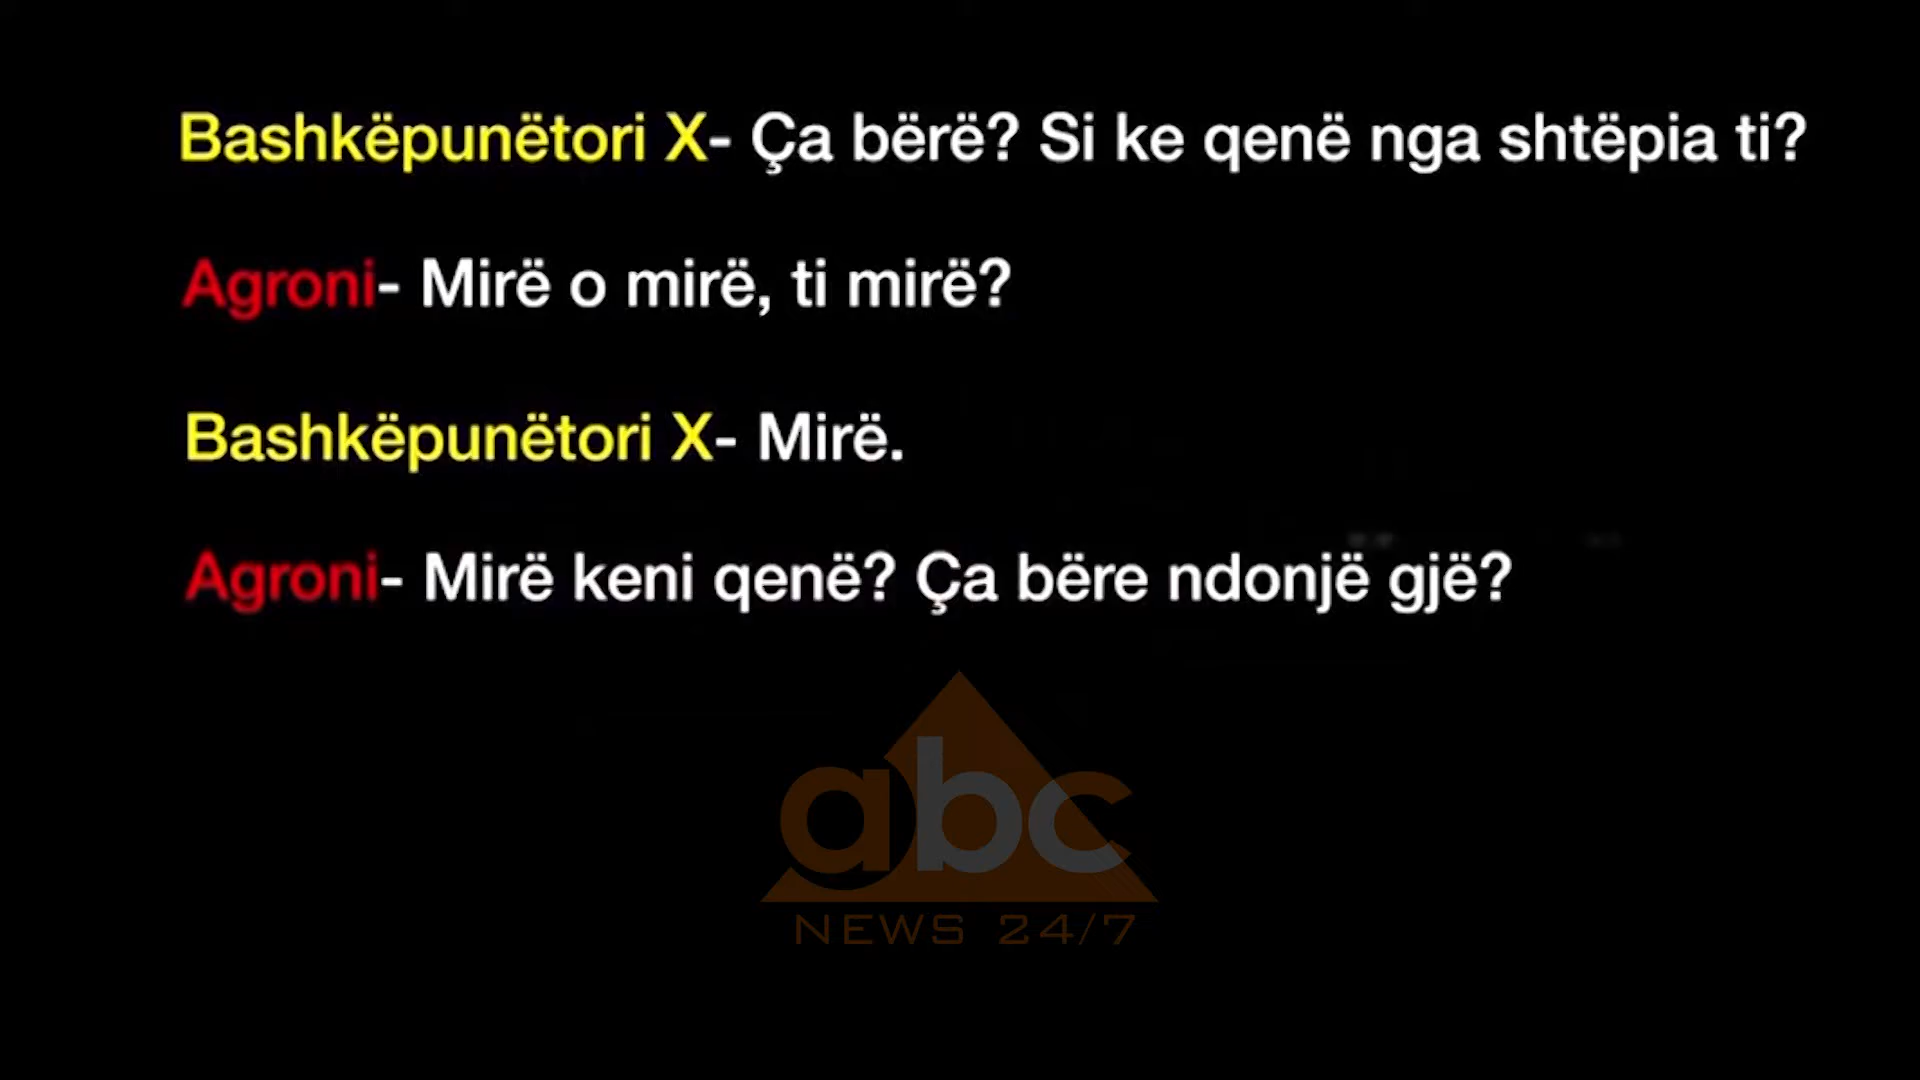 Bashkëpunëtori X- Ça bërë? Si ke qenë nga shtëpia ti?
Agroni- Mirë o mirë, ti mirë?
Bashkëpunëtori X- Mirë.
Agroni- Mirë keni qenë? Ça bëre ndonjë gjë?
abc
NEWS 24/7